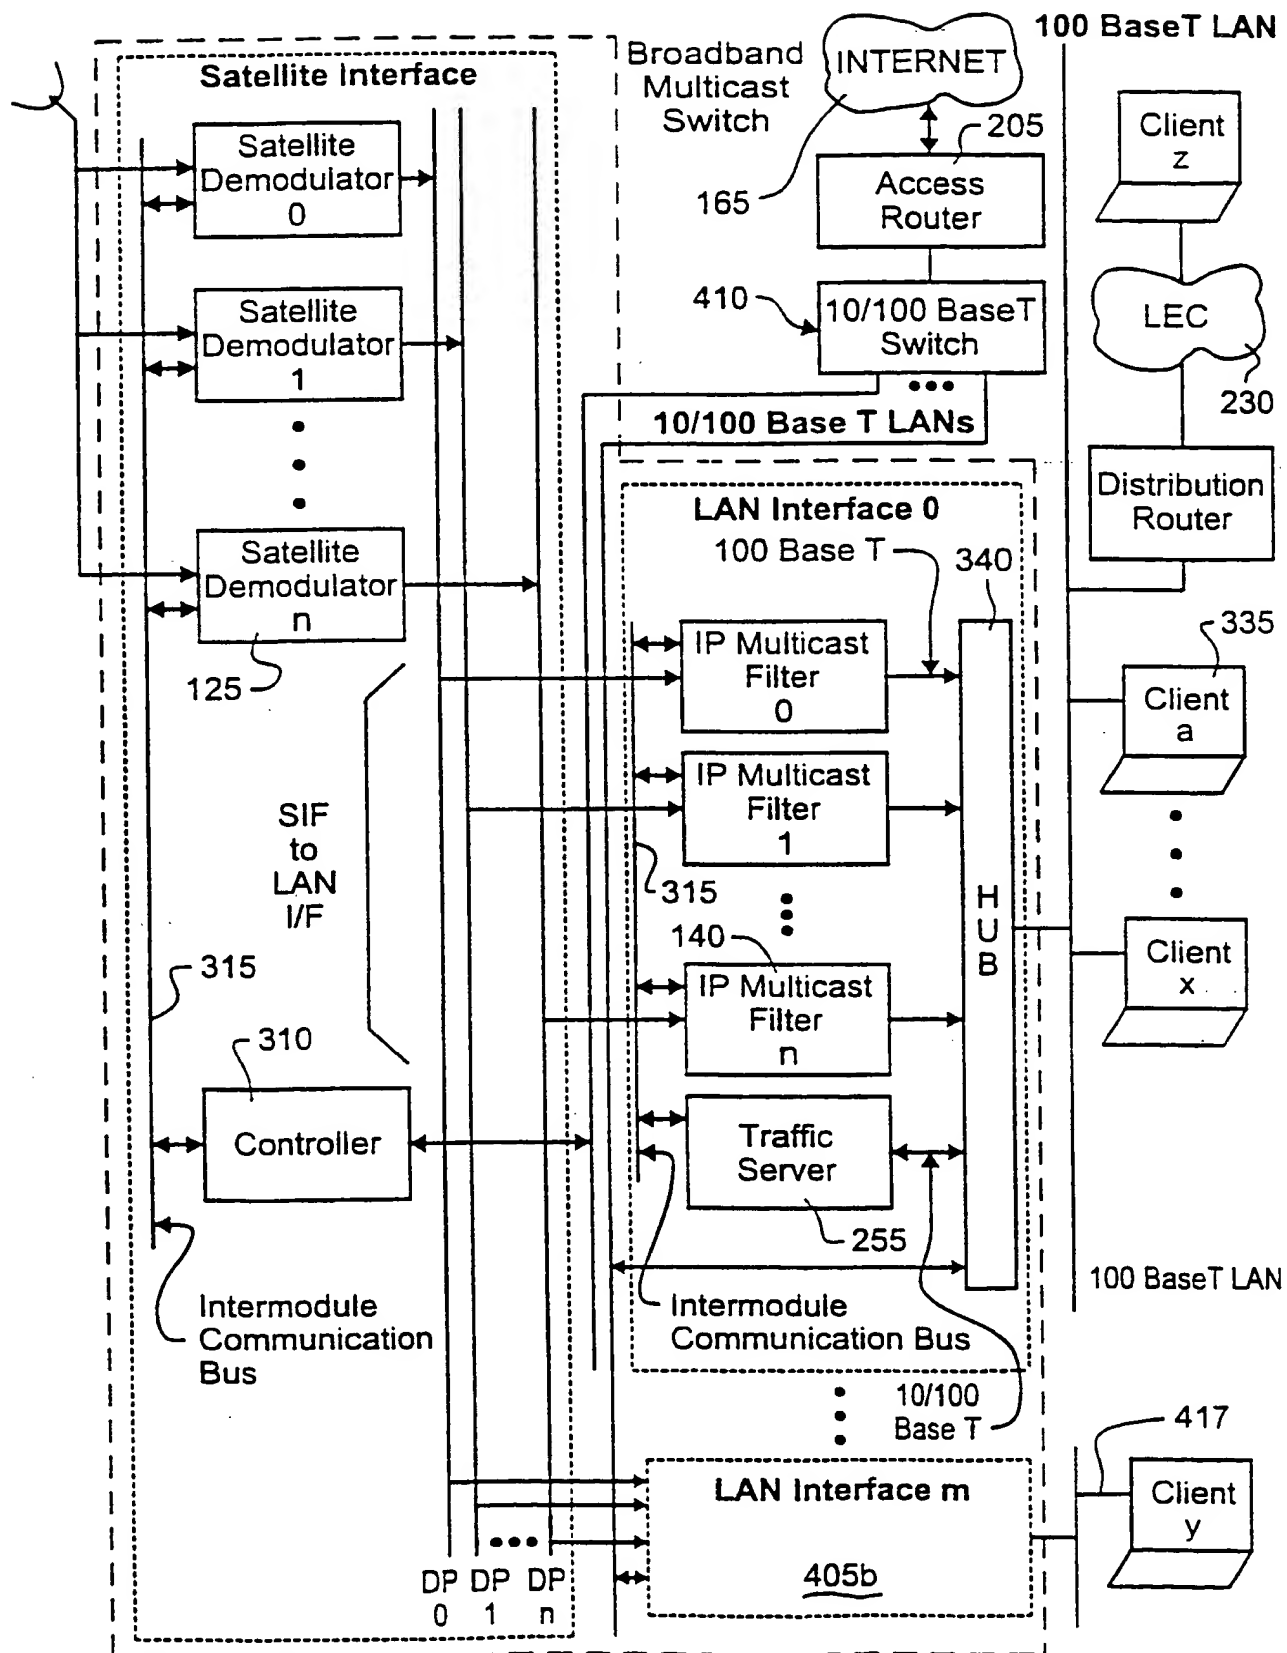 100 BaseT LAN
Satellite Interface
Broadband
Multicast
Switch
INTERNET
165
205
Access
Router
410
10/100 BaseT
Switch
10/100 Base T LANs
Client
z
LEC
230
Distribution
Router
Satellite
Demodulator
0
Satellite
Demodulator
1
Satellite
Demodulator
n
125
SIF
to
LAN
I/F
315
310
Controller
Intermodule
Communication
Bus
DP
0
DP
1
DP
n
LAN Interface 0
100 Base T
340
IP Multicast
Filter
0
IP Multicast
Filter
1
315
140
IP Multicast
Filter
n
Traffic
Server
255
HUB
Intermodule
Communication Bus
10/100
Base T
335
Client
a
Client
x
100 BaseT LAN
LAN Interface m
405b
417
Client
y